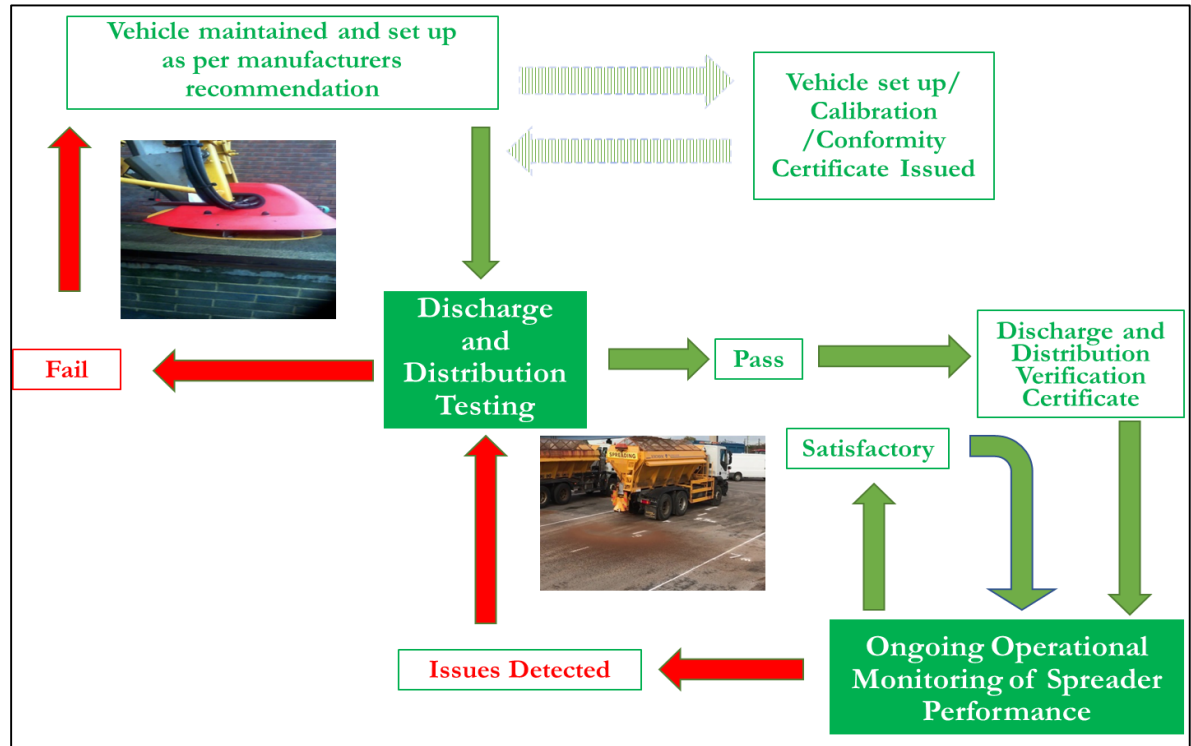 Vehicle maintained and set up
as per manufacturers
recommendation
Vehicle set up/
Calibration
/Conformity
Certificate Issued
Discharge
and
Distribution
Testing
Fail
Pass
Discharge and
Distribution
Verification
Certificate
Satisfactory
SPREADING
Issues Detected
Ongoing Operational
Monitoring of Spreader
Performance